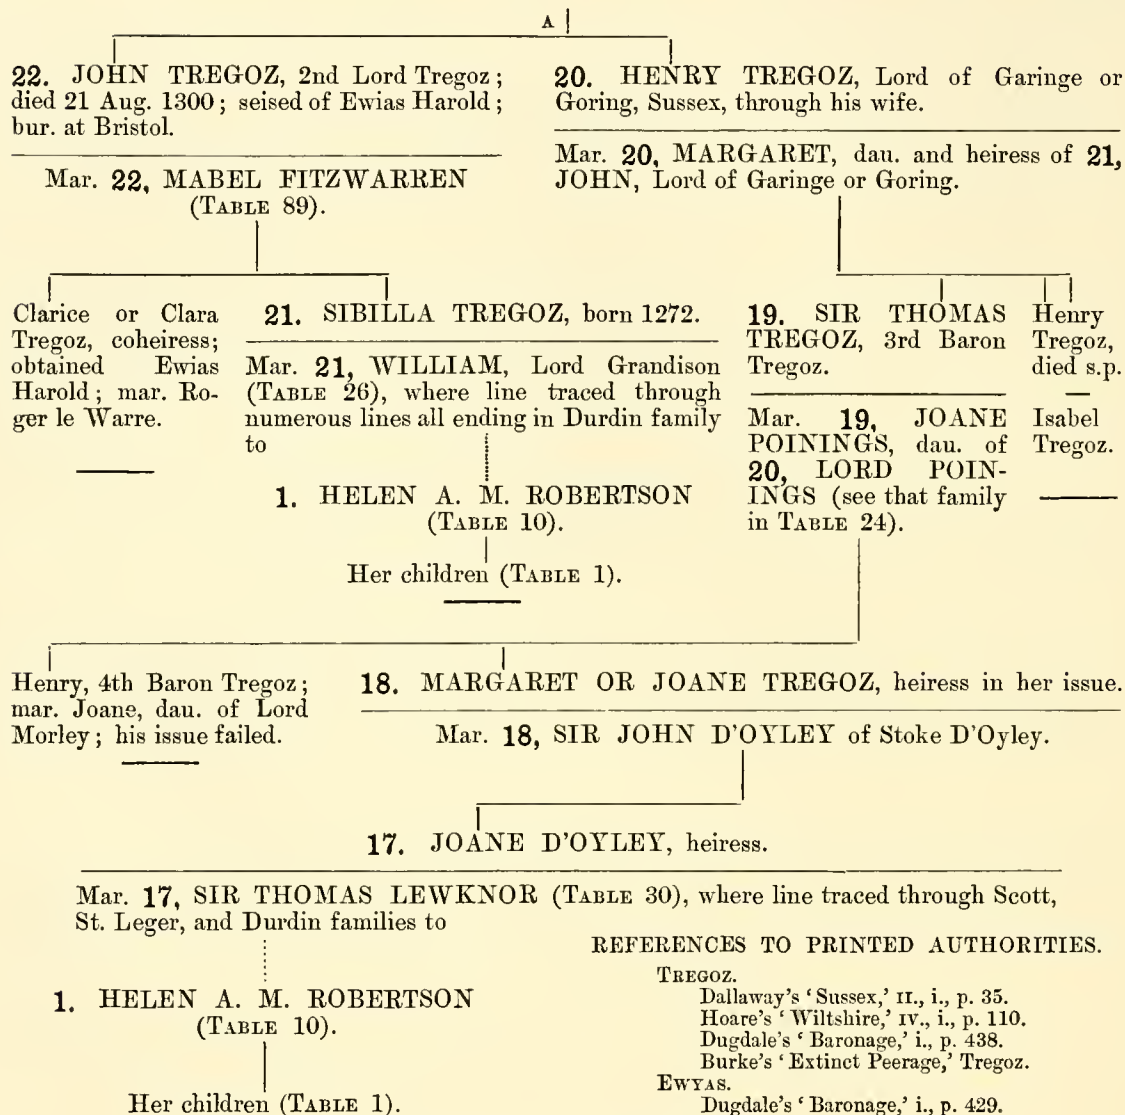 A
22. JOHN TREGOZ, 2nd Lord Tregoz;
died 21 Aug. 1300; seised of Ewias Harold;
bur. at Bristol.
Mar. 22, MABEL FITZWARREN
(TABLE 89).
20. HENRY TREGOZ, Lord of Garinge or
Goring, Sussex, through his wife.
Mar. 20, MARGARET, dau. and heiress of 21,
JOHN, Lord of Garinge or Goring.
Clarice or Clara
Tregoz, coheiress;
obtained Ewias
Harold; mar. Ro-
ger le Warre.
21. SIBILLA TREGOZ, born 1272.
Mar. 21, WILLIAM, Lord Grandison
(TABLE 26), where line traced through
numerous lines all ending in Durdin family
to
1. HELEN A. M. ROBERTSON
(TABLE 10).
Her children (TABLE 1).
19. SIR THOMAS
TREGOZ, 3rd Baron
Tregoz.
Mar. 19, JOANE
POININGS, dau. of
20, LORD POIN-
INGS (see that family
in TABLE 24).
Henry
Tregoz,
died s.p.
Isabel
Tregoz.
Henry, 4th Baron Tregoz;
mar. Joane, dau. of Lord
Morley; his issue failed.
18. MARGARET OR JOANE TREGOZ, heiress in her issue.
Mar. 18, SIR JOHN D'OYLEY of Stoke D'Oyley.
17. JOANE D'OYLEY, heiress.
Mar. 17, SIR THOMAS LEWKNOR (TABLE 30), where line traced through Scott,
St. Leger, and Durdin families to
1. HELEN A. M. ROBERTSON
(TABLE 10).
Her children (TABLE 1).
REFERENCES TO PRINTED AUTHORITIES.
TREGOZ.
Dallaway's 'Sussex,' II., i., p. 35.
Hoare's 'Wiltshire,' IV., i., p. 110.
Dugdale's 'Baronage,' i., p. 438.
Burke's 'Extinct Peerage,' Tregoz.
EWYAS.
Dugdale's 'Baronage,' i., p. 429.